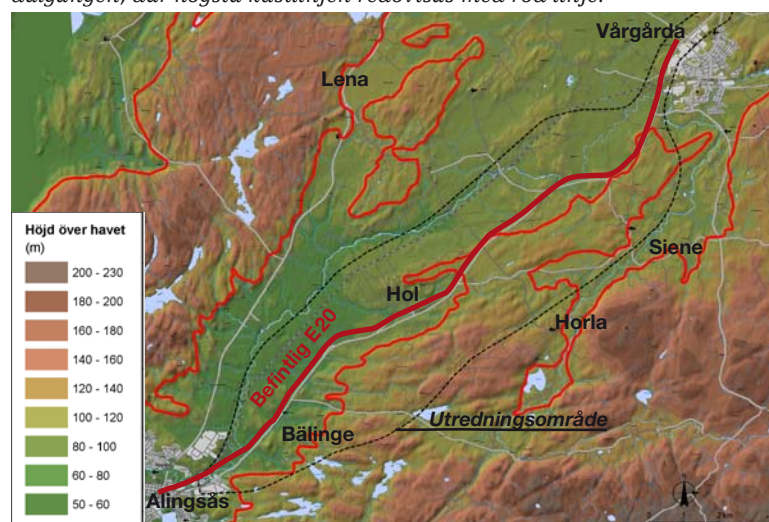 Vårgårda
Lena
Höjd över havet
(m)
200 - 230
180 - 200
160 - 180
140 - 160
120 - 140
100 - 120
80 - 100
60 - 80
50 - 60
Siene
Hol
Horla
Befintlig E20
Bälinge
Utredningsområde
Alingsås